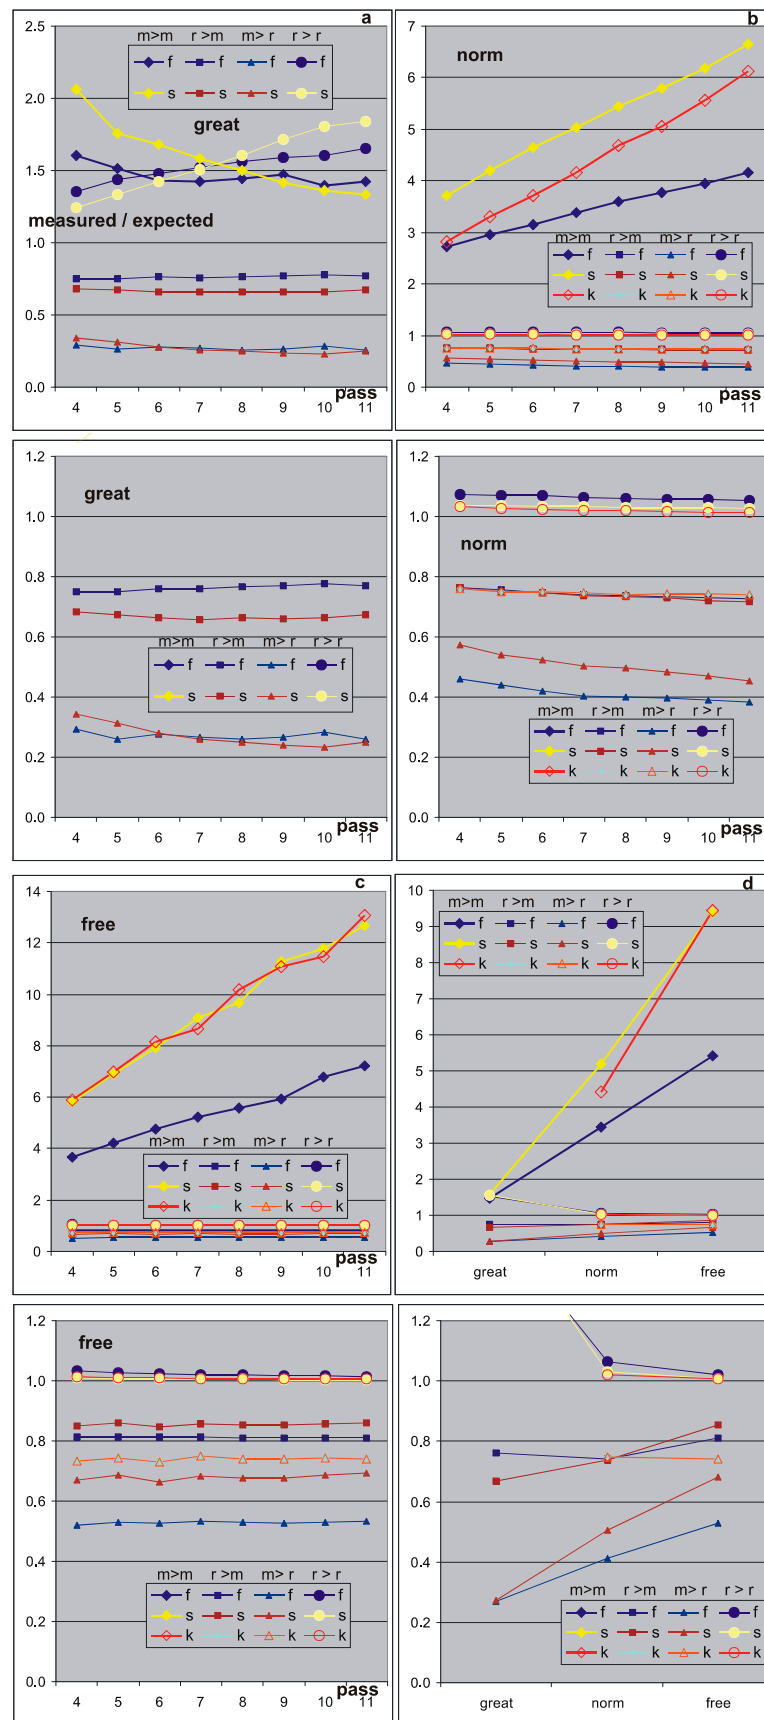 a
2.5
2.0
1.5
1.0
0.5
0.0
m>m r >m m> r r > r
f f f f
s s s s
great
measured / expected
pass
4 5 6 7 8 9 10 11
b
7
6
5
4
3
2
1
0
norm
m>m r >m m> r r > r
f f f f
s s s s
k k k k
pass
4 5 6 7 8 9 10 11
1.2
1.0
0.8
0.6
0.4
0.2
0.0
great
m>m r >m m> r r > r
f f f f
s s s s
pass
4 5 6 7 8 9 10 11
1.2
1.0
0.8
0.6
0.4
0.2
0.0
norm
m>m r >m m> r r > r
f f f f
s s s s
k k k k
pass
4 5 6 7 8 9 10 11
c
14
12
10
8
6
4
2
0
free
m>m r >m m> r r > r
f f f f
s s s s
k k k k
pass
4 5 6 7 8 9 10 11
d
10
9
8
7
6
5
4
3
2
1
0
m>m r >m m> r r > r
f f f f
s s s s
k k k k
great norm free
1.2
1.0
0.8
0.6
0.4
0.2
0.0
free
m>m r >m m> r r > r
f f f f
s s s s
k k k k
pass
4 5 6 7 8 9 10 11
1.2
1.0
0.8
0.6
0.4
0.2
0.0
m>m r >m m> r r > r
f f f f
s s s s
k k k k
great norm free